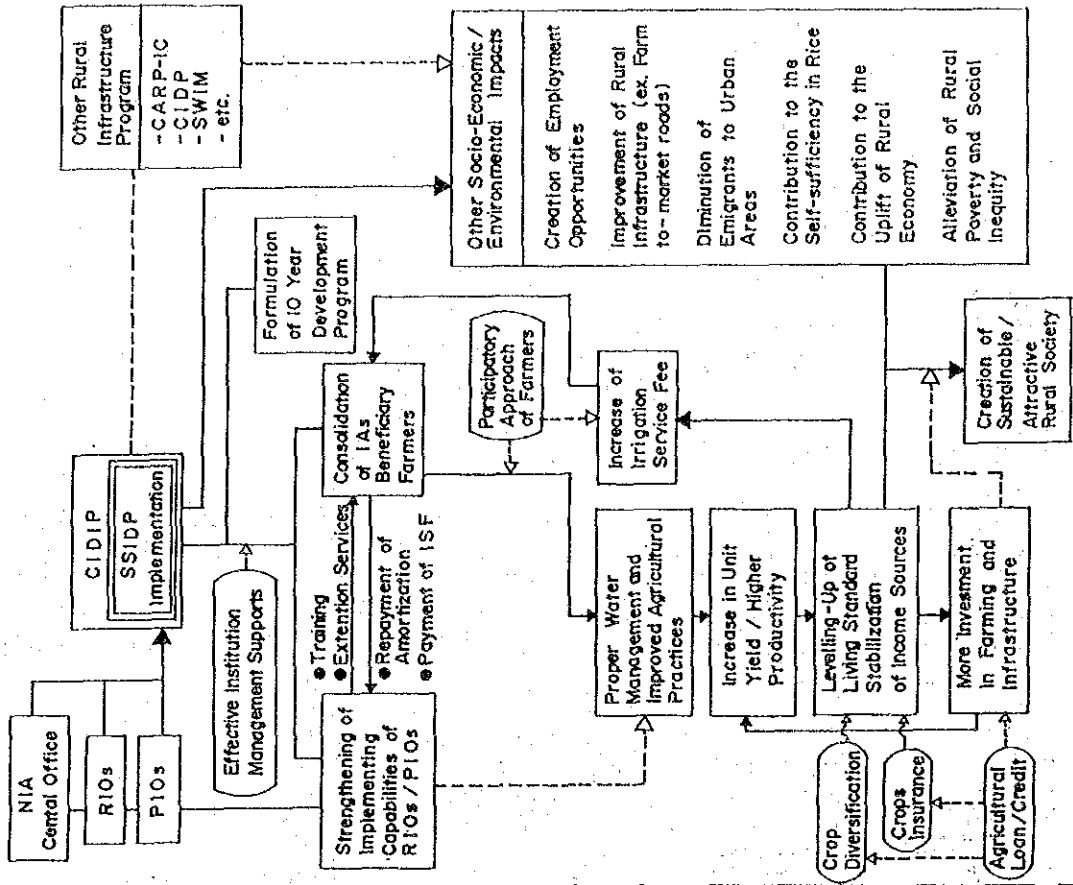 NIA
Cental Office
RIOs
PIOs
CIDIP
SSIDP
Implementation
Other Rural
Infrastructure
Program
-CARP-IC
-CIDP
-SWIM
-etc.
Effective Institution
Management Supports
Formulation
of 10 Year
Development
Program
Strengthening of
Implementing
Capabilities of
RIOs / PIOs
●Training
●Extention Services
●Repayment of
Amortization
●Payment of ISF
Consolidation
of IAs
Beneficiary
Farmers
Participatory
Approach
of Farmers
Increase of
Irrigation
Service Fee
Other Socio-Economic/
Environmental Impacts
Creation of Employment
Opportunities
Improvement of Rural
Infrastructure (ex. Farm
to-market roads)
Diminution of
Emigrants to Urban
Areas
Contribution to the
Self-sufficiency in Rice
Contribution to the
Uplift of Rural
Economy
Alleviation of Rural
Poverty and Social
Inequity
Proper Water
Management and
Improved Agricultural
Practices
Increase in Unit
Yield / Higher
Productivity
Levelling-Up of
Living Standard
Stabilization
of Income Sources
More Invesment
In Farming and
Infrastructure
Crop
Diversification
Crops
Insurance
Agricultural
Loan/Credit
Creation of
Sustainable/
Attractive
Rural Society